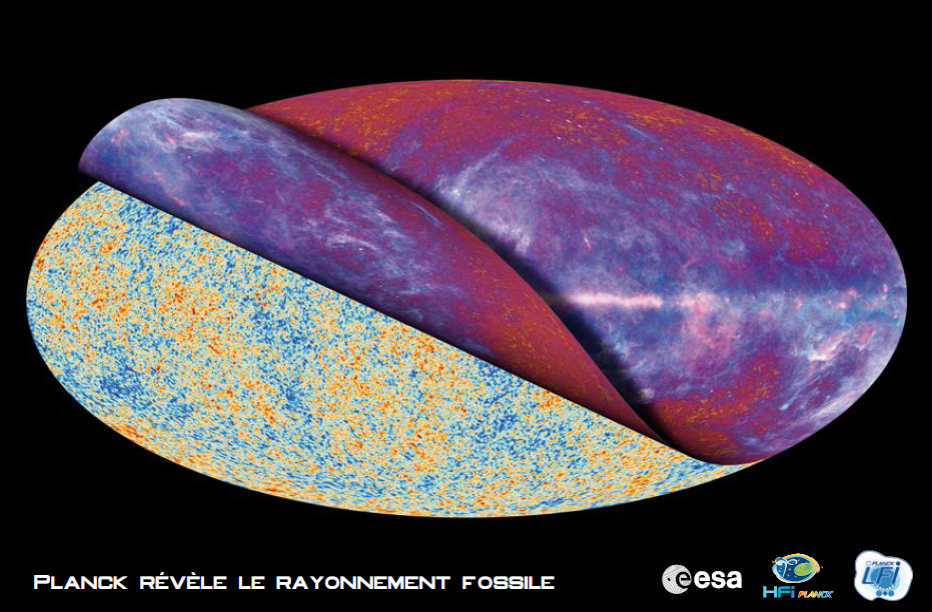 Planck révèle le rayonnement fossile
esa
HFi PLANCK
PLANCK
LFi